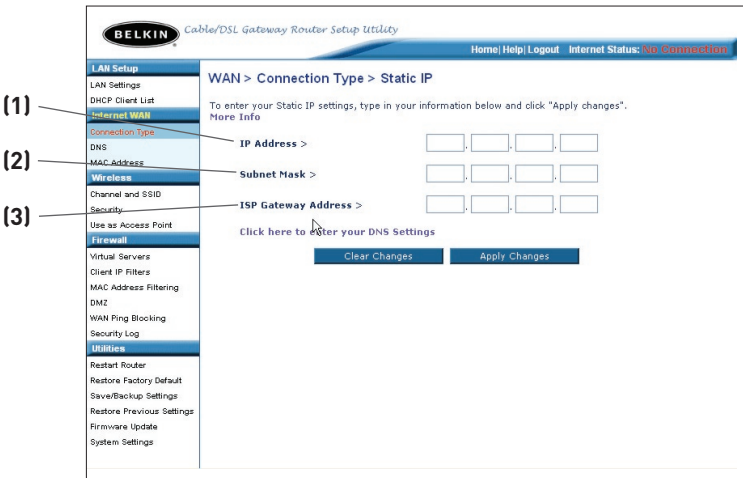 BELKIN
Cable/DSL Gateway Router Setup Utility
Home| Help| Logout Internet Status: No Connection
LAN Setup
LAN Settings
DHCP Client List
Internet WAN
Connection Type
DNS
MAC Address
Wireless
Channel and SSID
Security
Use as Access Point
Firewall
Virtual Servers
Client IP Filters
MAC Address Filtering
DMZ
WAN Ping Blocking
Security Log
Utilities
Restart Router
Restore Factory Default
Save/Backup Settings
Restore Previous Settings
Firmware Update
System Settings
WAN > Connection Type > Static IP
To enter your Static IP settings, type in your information below and click "Apply changes".
More Info
(1)
IP Address >
. . .
(2)
Subnet Mask >
. . .
(3)
ISP Gateway Address >
. . .
Click here to enter your DNS Settings
Clear Changes
Apply Changes